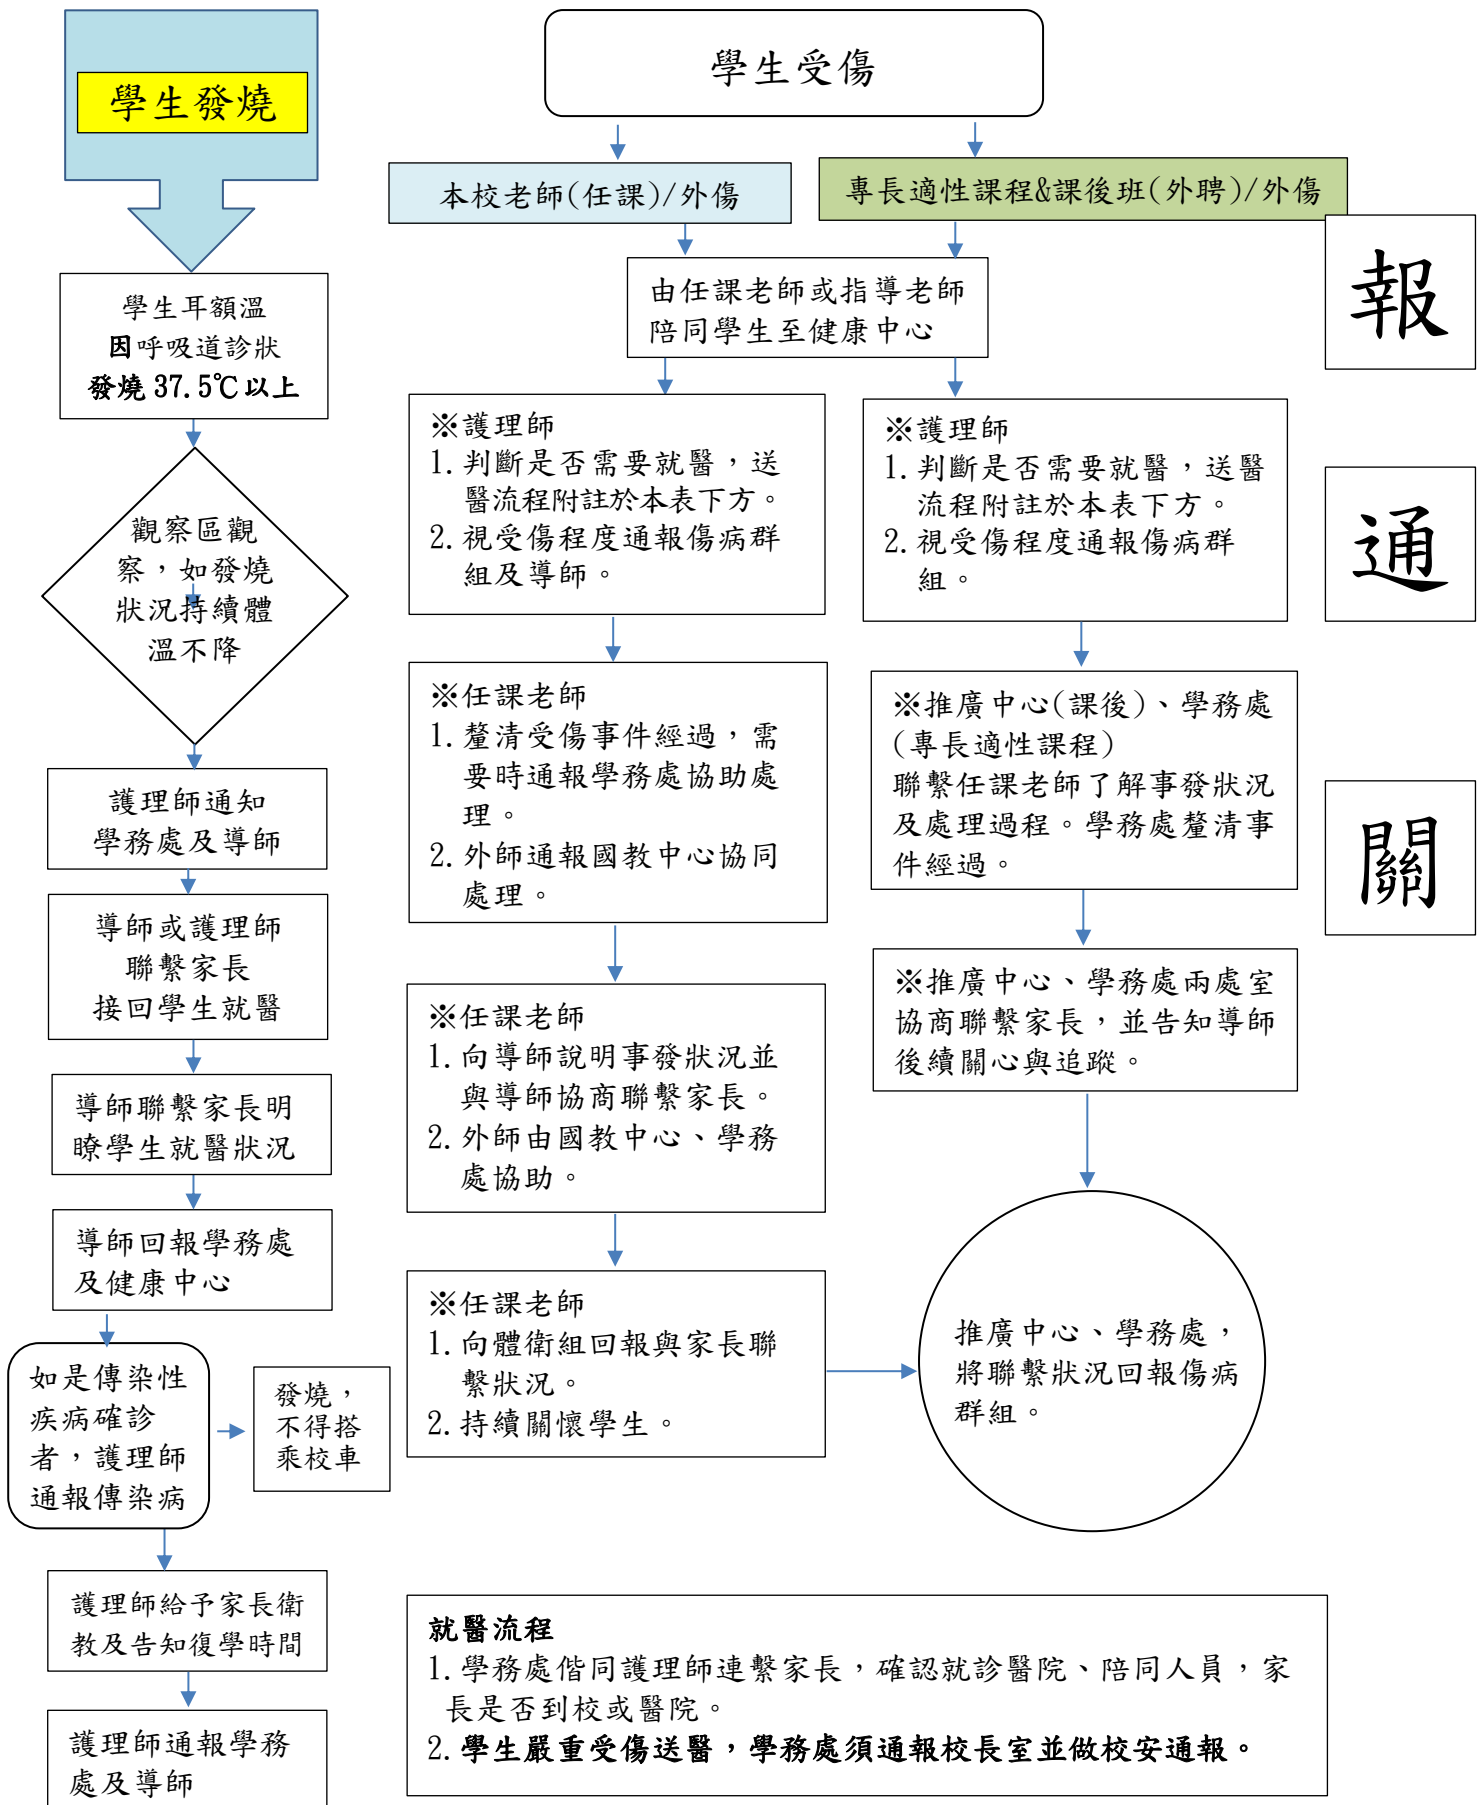 學生發燒
學生耳額溫
因呼吸道診狀
發燒 37.5℃以上
觀察區觀
察，如發燒
狀況持續體
溫不降
護理師通知
學務處及導師
導師或護理師
聯繫家長
接回學生就醫
導師聯繫家長明
瞭學生就醫狀況
導師回報學務處
及健康中心
如是傳染性
疾病確診
者，護理師
通報傳染病
發燒，
不得搭
乘校車
護理師給予家長衛
教及告知復學時間
護理師通報學務
處及導師
學生受傷
本校老師(任課)/外傷
專長適性課程&課後班(外聘)/外傷
由任課老師或指導老師
陪同學生至健康中心
※護理師
1.判斷是否需要就醫，送
醫流程附註於本表下方。
2.視受傷程度通報傷病群
組及導師。
※任課老師
1.釐清受傷事件經過，需
要時通報學務處協助處
理。
2.外師通報國教中心協同
處理。
※任課老師
1.向導師說明事發狀況並
與導師協商聯繫家長。
2.外師由國教中心、學務
處協助。
※任課老師
1.向體衛組回報與家長聯
繫狀況。
2.持續關懷學生。
※護理師
1.判斷是否需要就醫，送醫
流程附註於本表下方。
2.視受傷程度通報傷病群
組。
※推廣中心(課後)、學務處
(專長適性課程)
聯繫任課老師了解事發狀況
及處理過程。學務處釐清事
件經過。
※推廣中心、學務處兩處室
協商聯繫家長，並告知導師
後續關心與追蹤。
推廣中心、學務處，
將聯繫狀況回報傷病
群組。
報
通
關
就醫流程
1.學務處偕同護理師連繫家長，確認就診醫院、陪同人員，家
長是否到校或醫院。
2.學生嚴重受傷送醫，學務處須通報校長室並做校安通報。